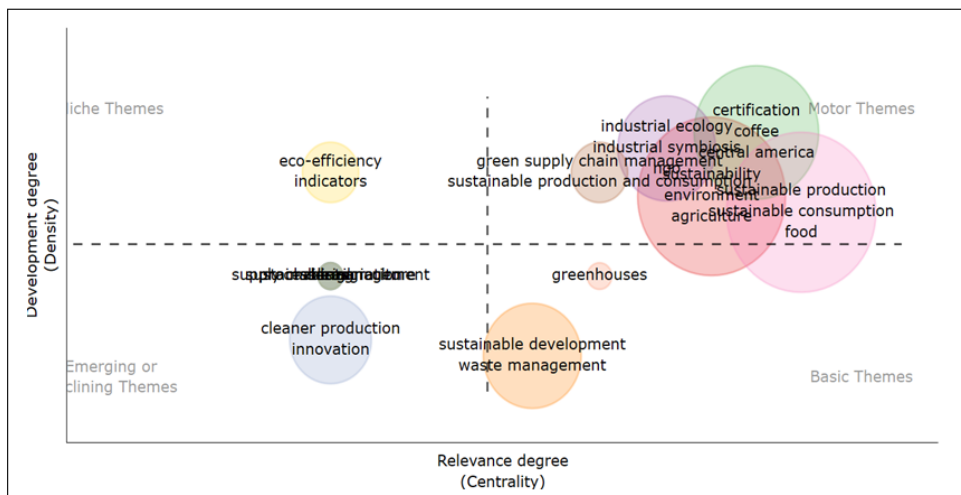 liche Themes
Motor Themes
certification
coffee
central america
industrial ecology
industrial symbiosis
ngo
eco-efficiency
indicators
green supply chain management
sustainable production and consumption
sustainability
environment
agriculture
sustainable production
sustainable consumption
food
greenhouses
cleaner production
innovation
sustainable development
waste management
Emerging or
clining Themes
Basic Themes
Development degree
(Density)
Relevance degree
(Centrality)